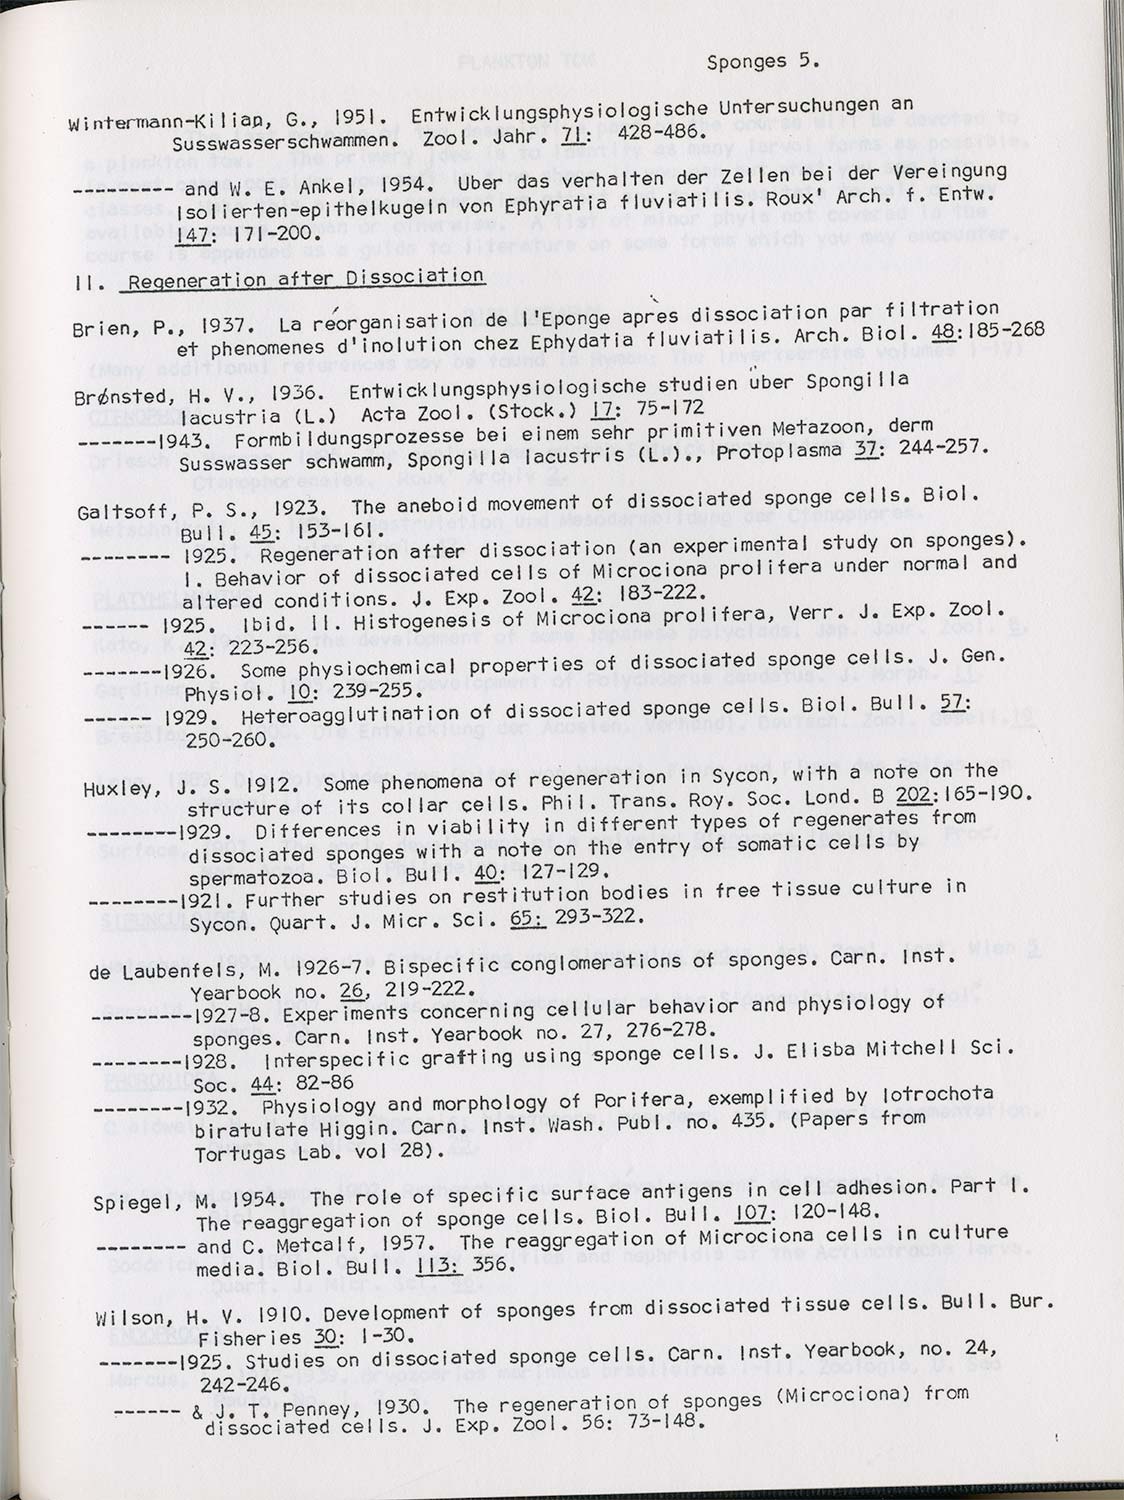 Sponges 5.
Wintermann-Kilian, G., 1951. Entwicklungsphysiologische Untersuchungen an
Susswasserschwammen. Zool. Jahr. 71: 428-486.
--------- and W. E. Ankel, 1954. Uber das verhalten der Zellen bei der Vereingung
Isolierten-epithelkugeln von Ephyratia fluviatilis. Roux' Arch. f. Entw.
147: 171-200.
II. Regeneration after Dissociation
Brien, P., 1937. La réorganisation de l'Eponge après dissociation par filtration
et phenomenes d'inolution chez Ephydatia fluviatilis. Arch. Biol. 48:185-268
Brønsted, H. V., 1936. Entwicklungsphysiologische studien über Spongilla
lacustria (L.) Acta Zool. (Stock.) 17: 75-172
-------1943. Formbildungsprozesse bei einem sehr primitiven Metazoon, derm
Susswasser schwamm, Spongilla lacustris (L.)., Protoplasma 37: 244-257.
Galtsoff, P. S., 1923. The aneboid movement of dissociated sponge cells. Biol.
Bull. 45: 153-161.
-------- 1925. Regeneration after dissociation (an experimental study on sponges).
I. Behavior of dissociated cells of Microciona prolifera under normal and
altered conditions. J. Exp. Zool. 42: 183-222.
------ 1925. Ibid. II. Histogenesis of Microciona prolifera, Verr. J. Exp. Zool.
42: 223-256.
-------1926. Some physiochemical properties of dissociated sponge cells. J. Gen.
Physiol. 10: 239-255.
------ 1929. Heteroagglutination of dissociated sponge cells. Biol. Bull. 57:
250-260.
Huxley, J. S. 1912. Some phenomena of regeneration in Sycon, with a note on the
structure of its collar cells. Phil. Trans. Roy. Soc. Lond. B 202:165-190.
--------1929. Differences in viability in different types of regenerates from
dissociated sponges with a note on the entry of somatic cells by
spermatozoa. Biol. Bull. 40: 127-129.
--------1921. Further studies on restitution bodies in free tissue culture in
Sycon. Quart. J. Micr. Sci. 65: 293-322.
de Laubenfels, M. 1926-7. Bispecific conglomerations of sponges. Carn. Inst.
Yearbook no. 26, 219-222.
---------1927-8. Experiments concerning cellular behavior and physiology of
sponges. Carn. Inst. Yearbook no. 27, 276-278.
--------1928. Interspecific grafting using sponge cells. J. Elisba Mitchell Sci.
Soc. 44: 82-86
--------1932. Physiology and morphology of Porifera, exemplified by Iotrochota
biratulate Higgin. Carn. Inst. Wash. Publ. no. 435. (Papers from
Tortugas Lab. vol 28).
Spiegel, M. 1954. The role of specific surface antigens in cell adhesion. Part I.
The reaggregation of sponge cells. Biol. Bull. 107: 120-148.
-------- and C. Metcalf, 1957. The reaggregation of Microciona cells in culture
media. Biol. Bull. 113: 356.
Wilson, H. V. 1910. Development of sponges from dissociated tissue cells. Bull. Bur.
Fisheries 30: 1-30.
-------1925. Studies on dissociated sponge cells. Carn. Inst. Yearbook, no. 24,
242-246.
------ & J. T. Penney, 1930. The regeneration of sponges (Microciona) from
dissociated cells. J. Exp. Zool. 56: 73-148.